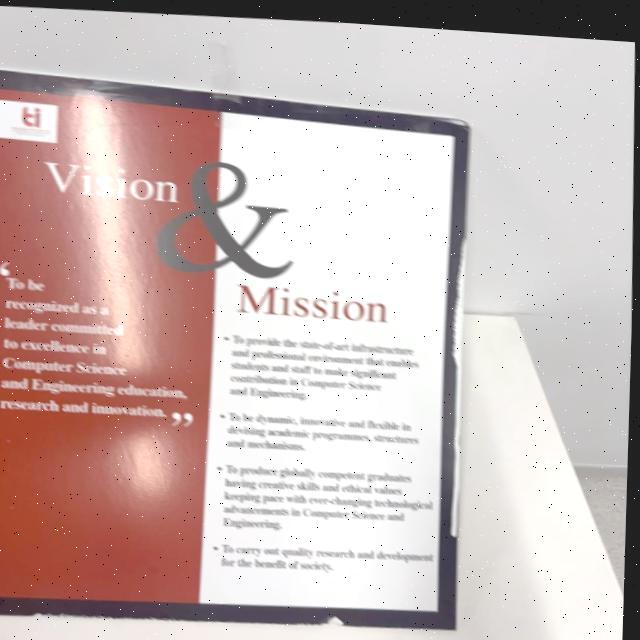 Vision
&
Mission
“
To be
recognized as a
leader committed
to excellence in
Computer Science
and Engineering education,
research and innovation.
”
• To provide the state-of-art infrastructure
and professional environment that enables
students and staff to make significant
contribution in Computer Science
and Engineering.
• To be dynamic, innovative and flexible in
devising academic programmes, structures
and mechanisms.
• To produce globally competent graduates
having creative skills and ethical values
keeping pace with ever-changing technological
advancements in Computer Science and
Engineering.
• To carry out quality research and development
for the benefit of society.